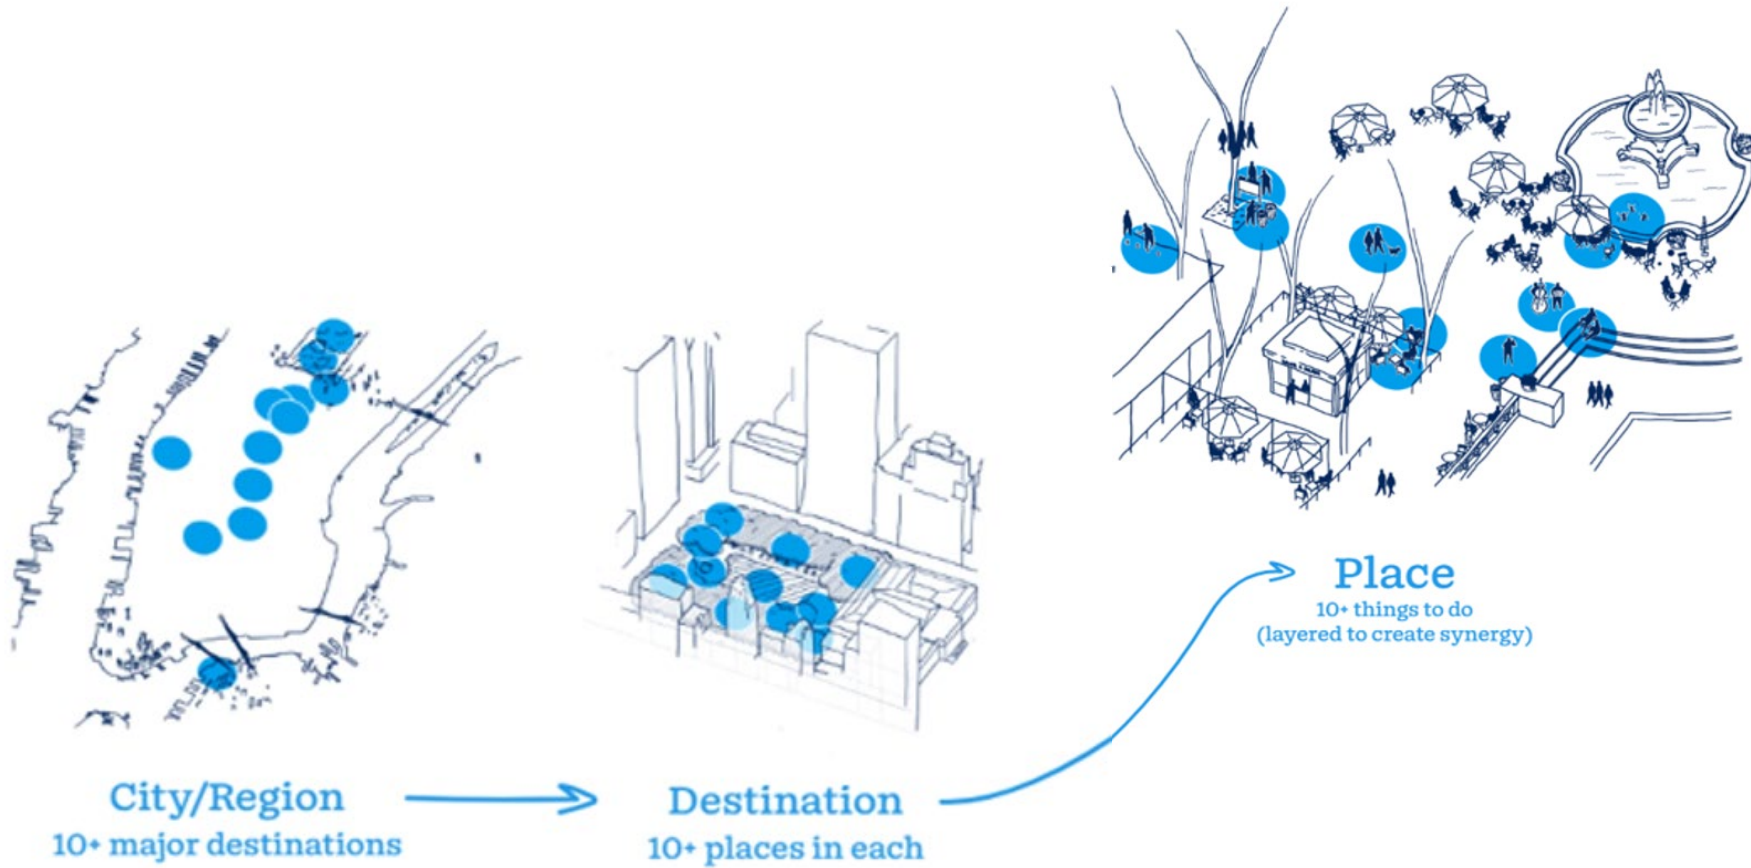 City/Region
10+ major destinations
Destination
10+ places in each
Place
10+ things to do
(layered to create synergy)